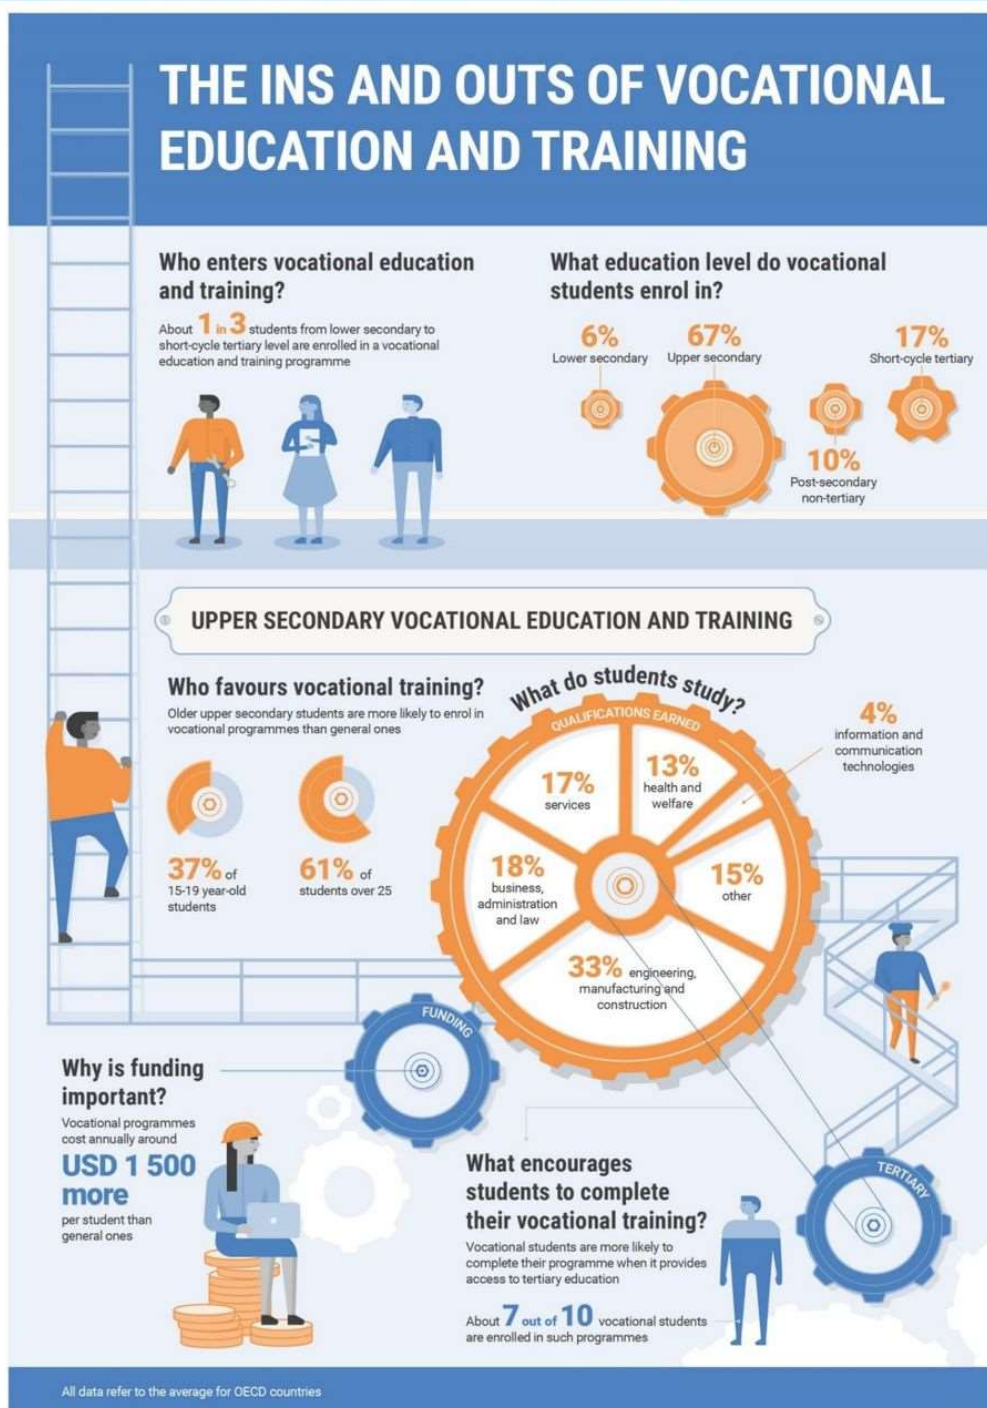 THE INS AND OUTS OF VOCATIONAL
EDUCATION AND TRAINING
Who enters vocational education
and training?
About 1 in 3 students from lower secondary to
short-cycle tertiary level are enrolled in a vocational
education and training programme
What education level do vocational
students enrol in?
6%
Lower secondary
67%
Upper secondary
10%
Post-secondary
non-tertiary
17%
Short-cycle tertiary
UPPER SECONDARY VOCATIONAL EDUCATION AND TRAINING
Who favours vocational training?
Older upper secondary students are more likely to enrol in
vocational programmes than general ones
37% of
15-19 year-old
students
61% of
students over 25
What do students study?
QUALIFICATIONS EARNED
17%
services
13%
health and
welfare
4%
information and
communication
technologies
18%
business,
administration
and law
15%
other
33% engineering,
manufacturing and
construction
FUNDING
Why is funding
important?
Vocational programmes
cost annually around
USD 1 500
more
per student than
general ones
What encourages
students to complete
their vocational training?
Vocational students are more likely to
complete their programme when it provides
access to tertiary education
About 7 out of 10 vocational students
are enrolled in such programmes
TERTIARY
All data refer to the average for OECD countries